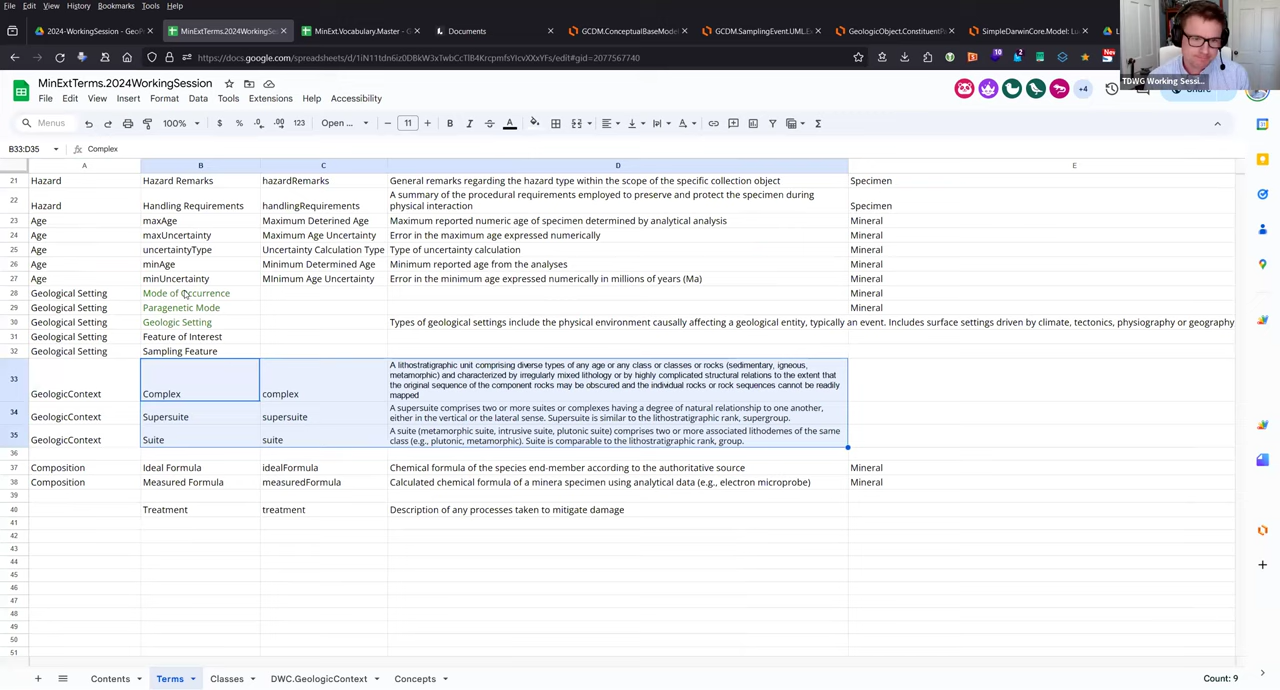 File Edit View History Bookmarks Tools Help
2024-WorkingSession - GeoP
MinExtTerms.2024WorkingSes
MinExt.Vocabulary.Master - G
Documents
GCDM.ConceptualBaseModel
GCDM.SamplingEvent.UML.E
GeologicObject.ConstituentPa
SimpleDarwinCore.Model: Lu
MinExtTerms.2024WorkingSession
File Edit View Insert Format Data Tools Extensions Help Accessibility
+4
Share
TDWG Working Sessi...
Menus 100% $ % .0 .00 123 Open ... 11 B I A
B33:D35 fx Complex
A B C D E
21 Hazard Hazard Remarks hazardRemarks General remarks regarding the hazard type within the scope of the specific collection object Specimen
22 Hazard Handling Requirements handlingRequirements A summary of the procedural requirements employed to preserve and protect the specimen during
physical interaction Specimen
23 Age maxAge Maximum Deterined Age Maximum reported numeric age of specimen determined by analytical analysis Mineral
24 Age maxUncertainty Maximum Age Uncertainty Error in the maximum age expressed numerically Mineral
25 Age uncertaintyType Uncertainty Calculation Type Type of uncertainty calculation Mineral
26 Age minAge Minimum Determined Age Minimum reported age from the analyses Mineral
27 Age minUncertainty MInimum Age Uncertainty Error in the minimum age expressed numerically in millions of years (Ma) Mineral
28 Geological Setting Mode of Occurrence Mineral
29 Geological Setting Paragenetic Mode Mineral
30 Geological Setting Geologic Setting Types of geological settings include the physical environment causally affecting a geological entity, typically an event. Includes surface settings driven by climate, tectonics, physiography or geography
31 Geological Setting Feature of Interest
32 Geological Setting Sampling Feature
33 GeologicContext Complex complex A lithostratigraphic unit comprising diverse types of any age or any class or classes or rocks (sedimentary, igneous,
metamorphic) and characterized by irregularly mixed lithology or by highly complicated structural relations to the extent that
the original sequence of the component rocks may be obscured and the individual rocks or rock sequences cannot be readily
mapped
34 GeologicContext Supersuite supersuite A supersuite comprises two or more suites or complexes having a degree of natural relationship to one another,
either in the vertical or the lateral sense. Supersuite is similar to the lithostratigraphic rank, supergroup.
35 GeologicContext Suite suite A suite (metamorphic suite, intrusive suite, plutonic suite) comprises two or more associated lithodemes of the same
class (e.g., plutonic, metamorphic). Suite is comparable to the lithostratigraphic rank, group.
36
37 Composition Ideal Formula idealFormula Chemical formula of the species end-member according to the authoritative source Mineral
38 Composition Measured Formula measuredFormula Calculated chemical formula of a minera specimen using analytical data (e.g., electron microprobe) Mineral
39
40 Treatment treatment Description of any processes taken to mitigate damage
41
42
43
44
45
46
47
48
49
50
51
Contents Terms Classes DWC.GeologicContext Concepts Count: 9